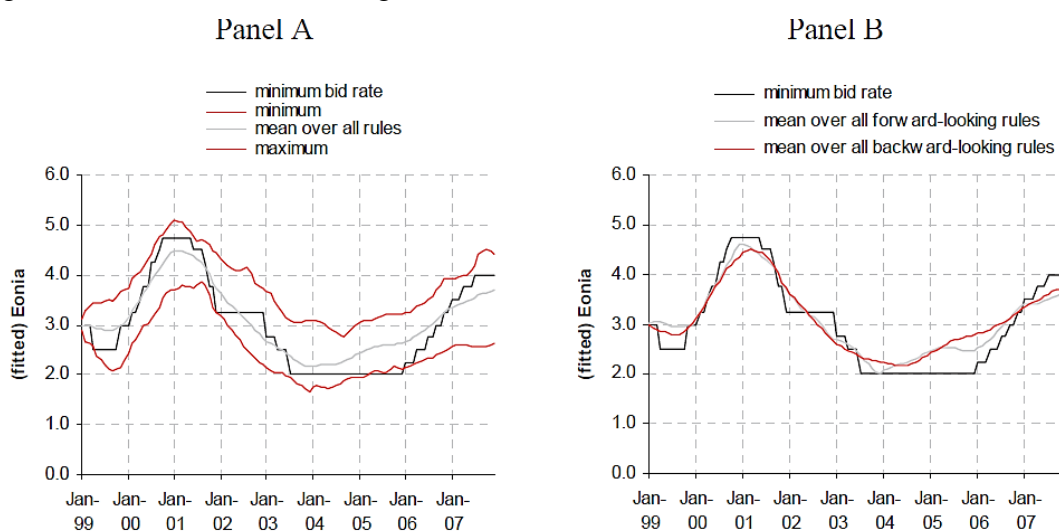 Panel A
minimum bid rate
minimum
mean over all rules
maximum
(fitted) Eonia
6.0
5.0
4.0
3.0
2.0
1.0
0.0
Jan- Jan- Jan- Jan- Jan- Jan- Jan- Jan- Jan-
99 00 01 02 03 04 05 06 07
Panel B
minimum bid rate
mean over all forward-looking rules
mean over all backward-looking rules
(fitted) Eonia
6.0
5.0
4.0
3.0
2.0
1.0
0.0
Jan- Jan- Jan- Jan- Jan- Jan- Jan- Jan- Jan-
99 00 01 02 03 04 05 06 07